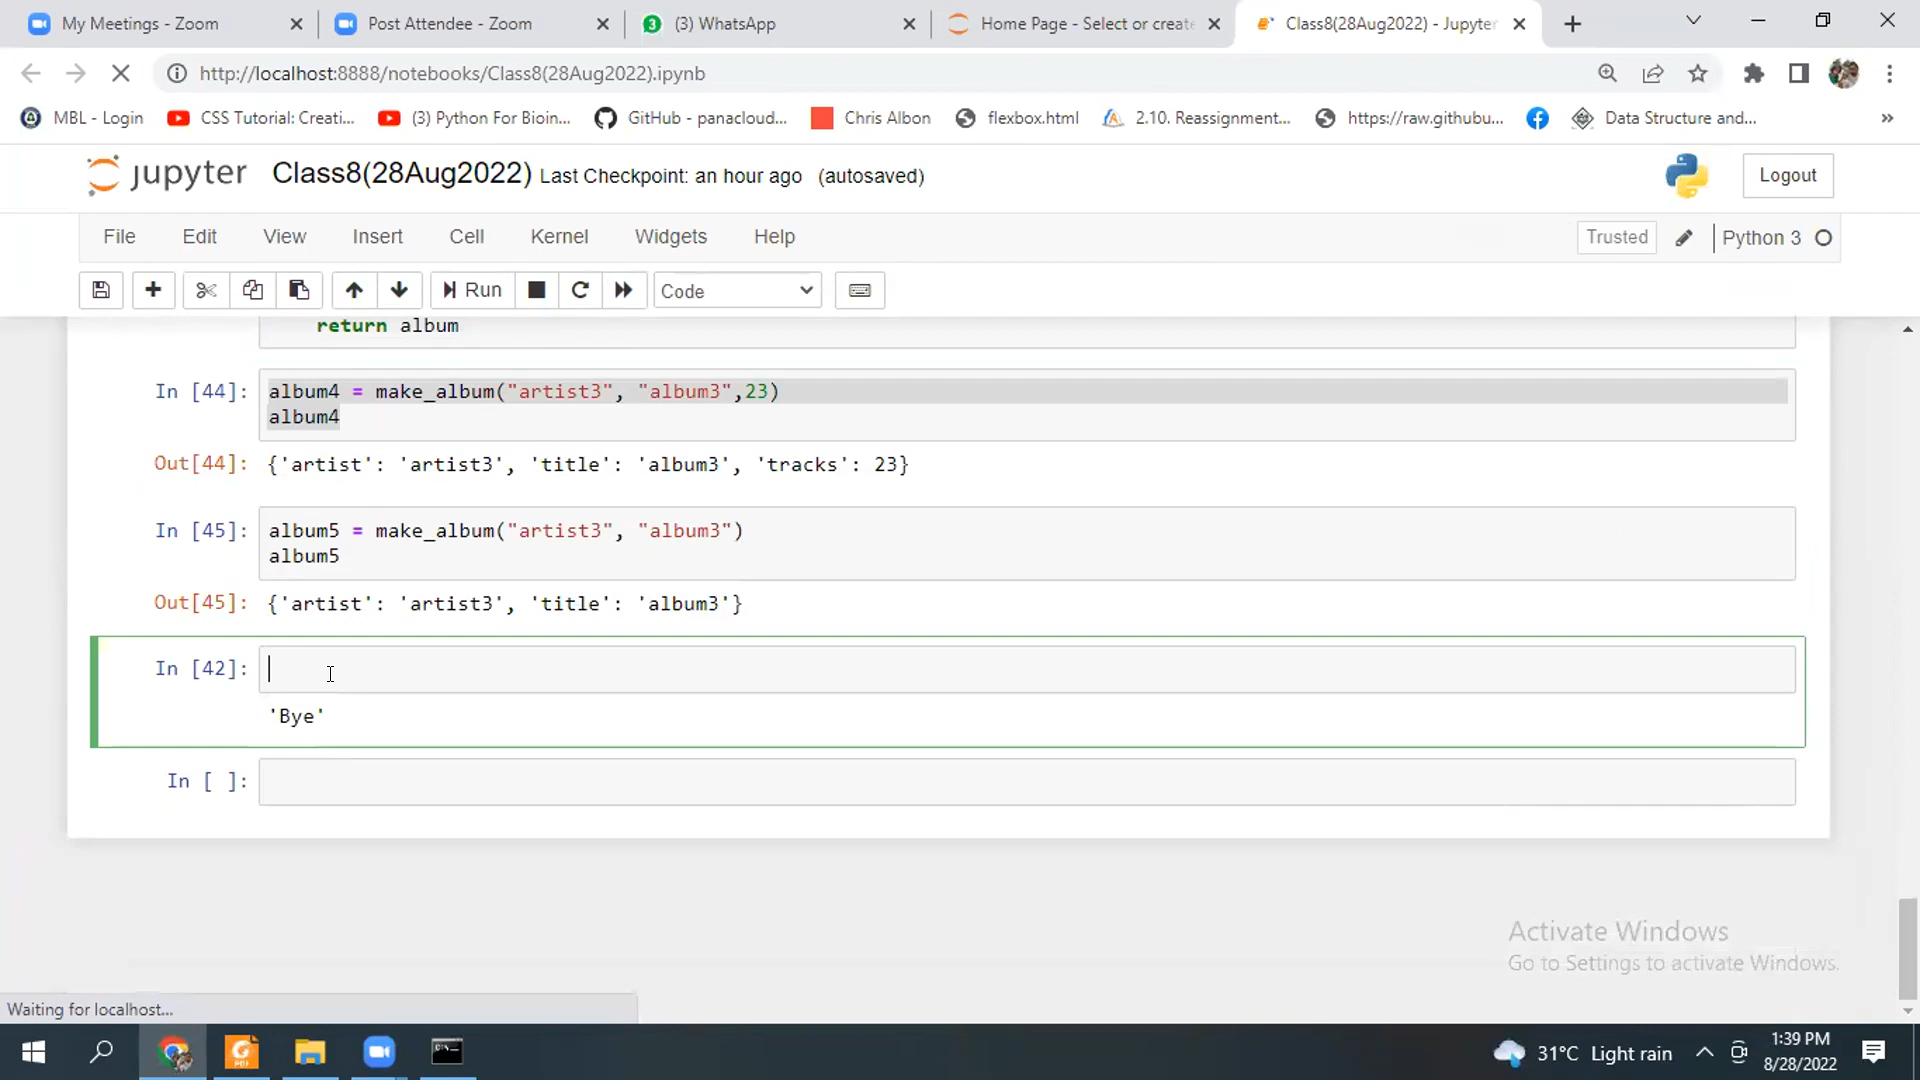 My Meetings - Zoom
Post Attendee - Zoom
3
(3) WhatsApp
Home Page - Select or create
Class8(28Aug2022) - Jupyter
http://localhost:8888/notebooks/Class8(28Aug2022).ipynb
MBL - Login
CSS Tutorial: Creati...
(3) Python For Bioin...
GitHub - panacloud...
Chris Albon
flexbox.html
2.10. Reassignment...
https://raw.githubu...
Data Structure and...
»
jupyter Class8(28Aug2022) Last Checkpoint: an hour ago (autosaved)
Logout
File Edit View Insert Cell Kernel Widgets Help
Trusted
Python 3
Run
Code
return album
In [44]:
album4 = make_album("artist3", "album3",23)
album4
Out[44]:
{'artist': 'artist3', 'title': 'album3', 'tracks': 23}
In [45]:
album5 = make_album("artist3", "album3")
album5
Out[45]:
{'artist': 'artist3', 'title': 'album3'}
In [42]:
'Bye'
In [ ]:
Activate Windows
Go to Settings to activate Windows.
Waiting for localhost...
PDF
31°C Light rain
1:39 PM
8/28/2022